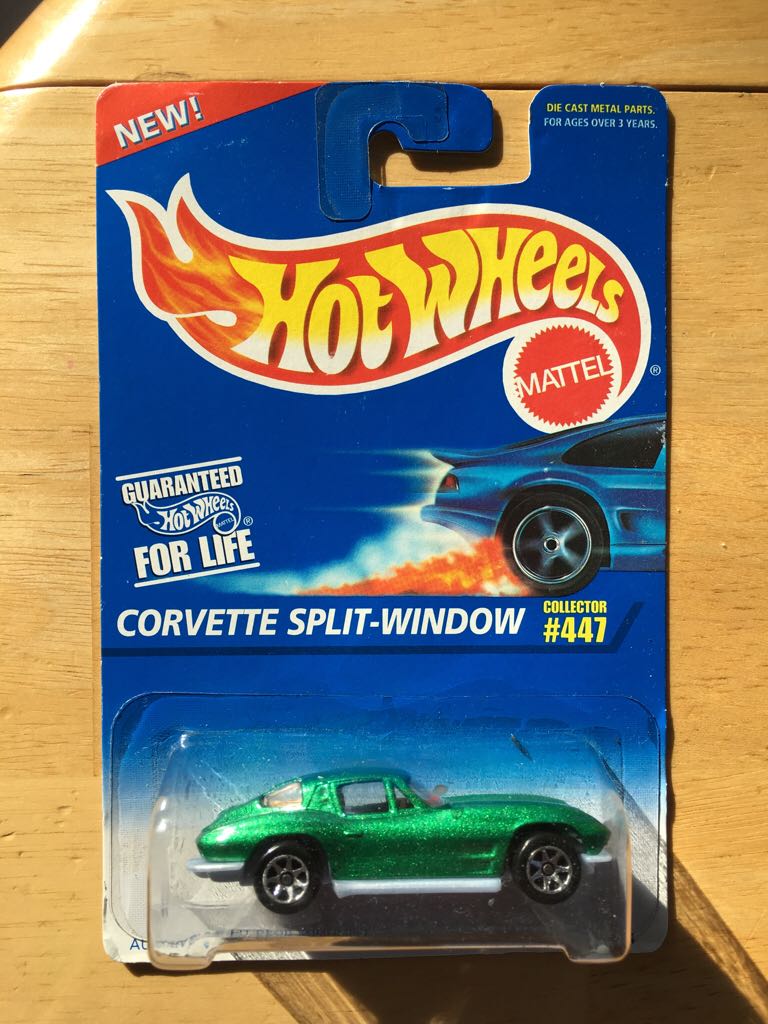 NEW!
DIE CAST METAL PARTS.
FOR AGES OVER 3 YEARS.
HOT WHEELS
MATTEL
®
GUARANTEED
HOT WHEELS
MATTEL
®
FOR LIFE
CORVETTE SPLIT-WINDOW
COLLECTOR
#447